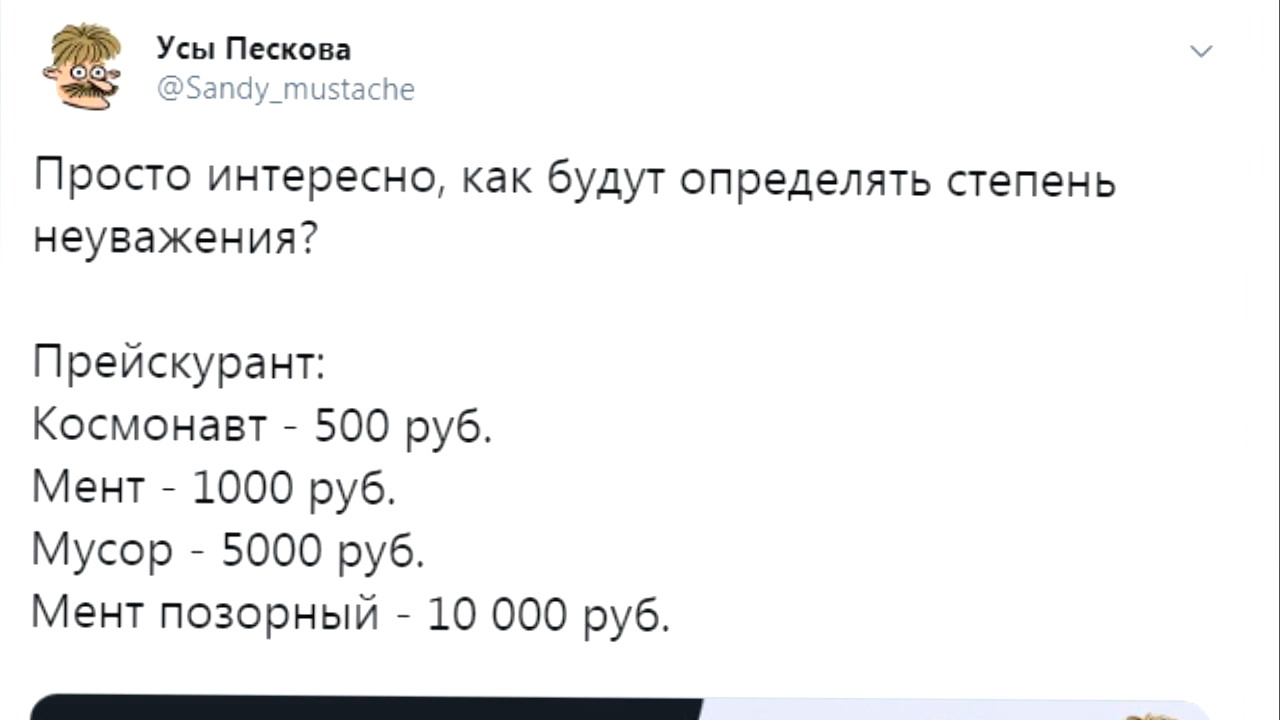 Усы Пескова
@Sandy_mustache
Просто интересно, как будут определять степень
неуважения?
Прейскурант:
Космонавт - 500 руб.
Мент - 1000 руб.
Мусор - 5000 руб.
Мент позорный - 10 000 руб.